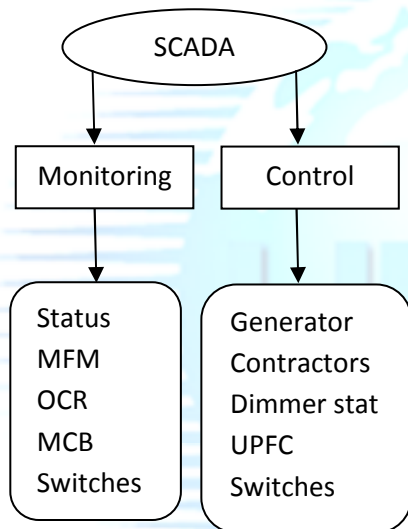 SCADA
Monitoring
Control
Status
MFM
OCR
MCB
Switches
Generator
Contractors
Dimmer stat
UPFC
Switches